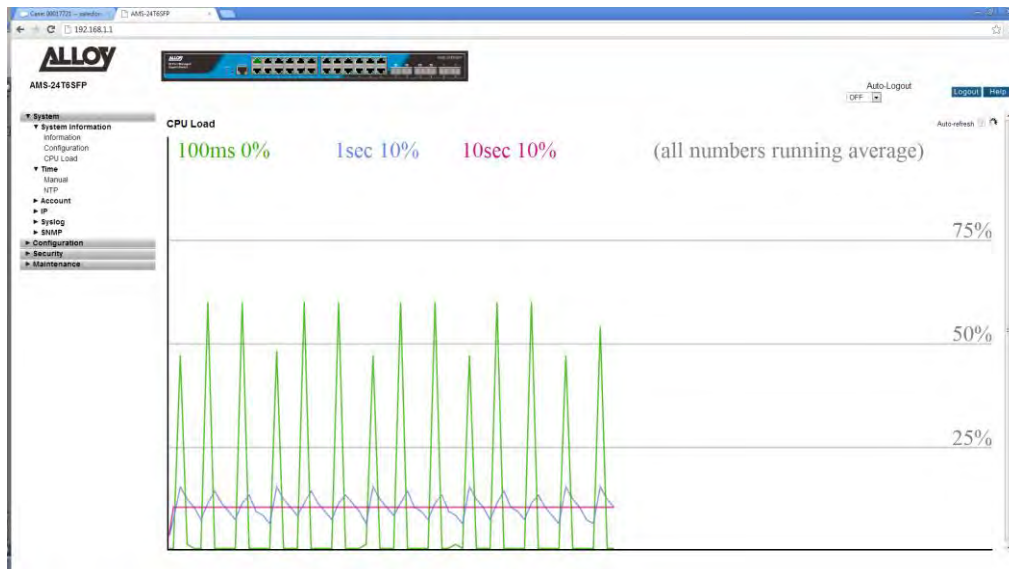 AMS-24T6SFP
192.168.1.1
ALLOY
AMS-24T6SFP
Auto-Logout
OFF
Logout
Help
▼ System
▼ System Information
Information
Configuration
CPU Load
▼ Time
Manual
NTP
► Account
► IP
► Syslog
► SNMP
► Configuration
► Security
► Maintenance
CPU Load
Auto-refresh
100ms 0% 1sec 10% 10sec 10% (all numbers running average)
75%
50%
25%